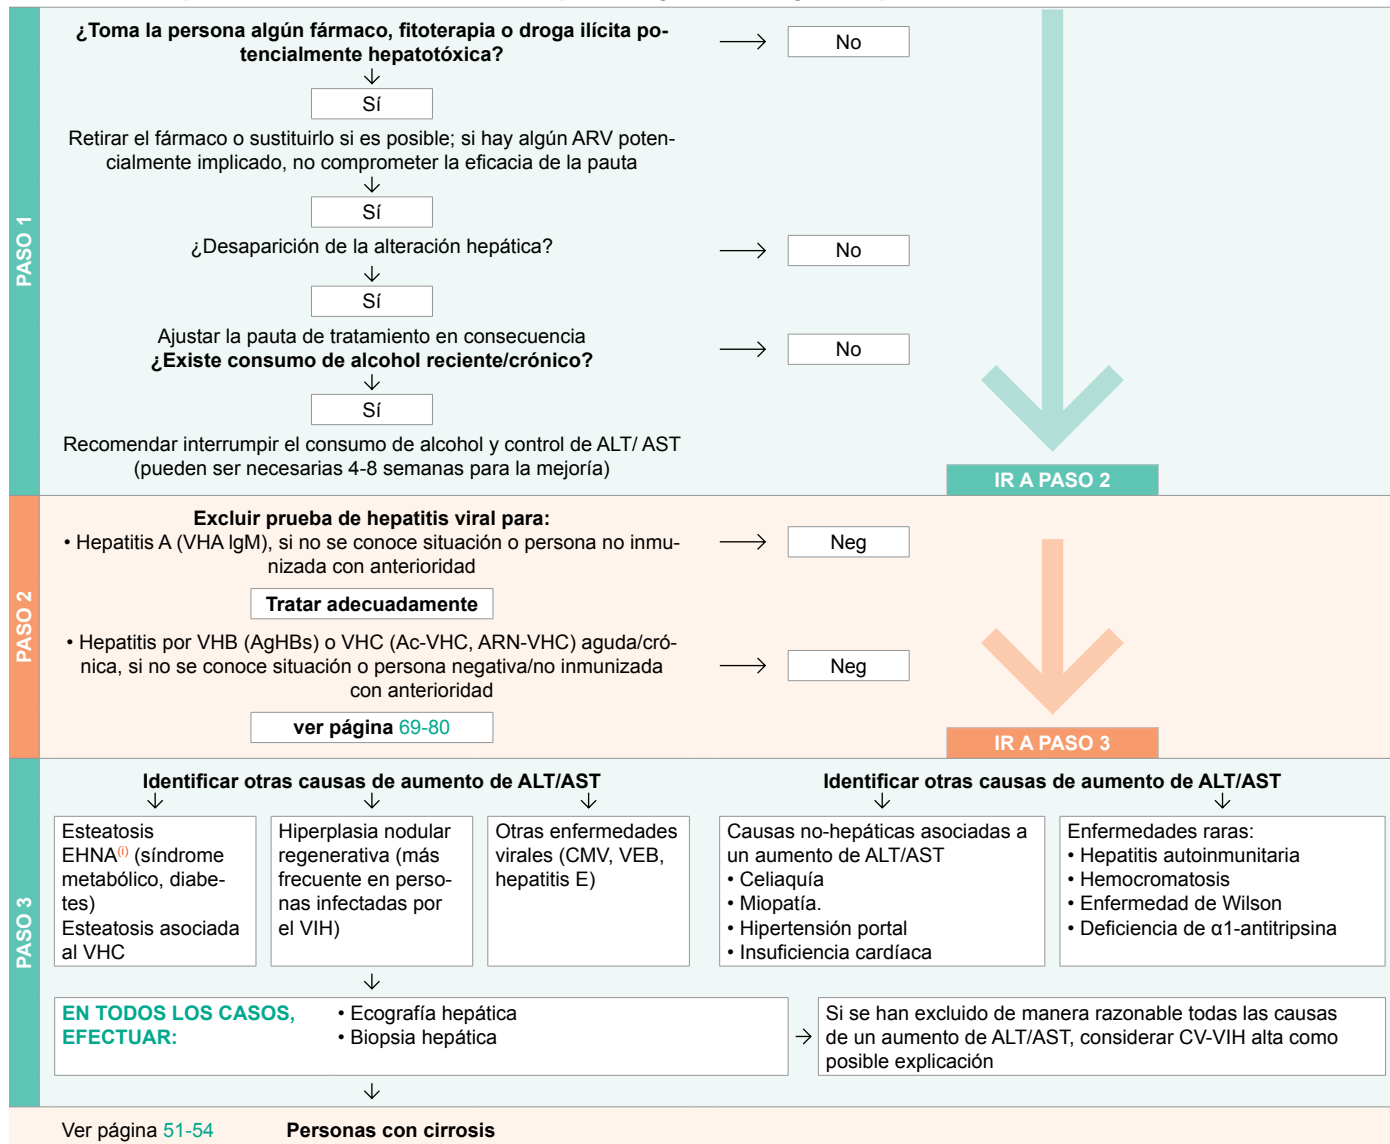 PASO 1
¿Toma la persona algún fármaco, fitoterapia o droga ilícita po-
tencialmente hepatotóxica?
No
Sí
Retirar el fármaco o sustituirlo si es posible; si hay algún ARV poten-
cialmente implicado, no comprometer la eficacia de la pauta
Sí
¿Desaparición de la alteración hepática?
No
Sí
Ajustar la pauta de tratamiento en consecuencia
¿Existe consumo de alcohol reciente/crónico?
No
Sí
Recomendar interrumpir el consumo de alcohol y control de ALT/ AST
(pueden ser necesarias 4-8 semanas para la mejoría)
IR A PASO 2
PASO 2
Excluir prueba de hepatitis viral para:
• Hepatitis A (VHA IgM), si no se conoce situación o persona no inmu-
nizada con anterioridad
Neg
Tratar adecuadamente
• Hepatitis por VHB (AgHBs) o VHC (Ac-VHC, ARN-VHC) aguda/cró-
nica, si no se conoce situación o persona negativa/no inmunizada
con anterioridad
Neg
ver página 69-80
IR A PASO 3
PASO 3
Identificar otras causas de aumento de ALT/AST
Esteatosis
EHNA(i) (síndrome
metabólico, diabe-
tes)
Esteatosis asociada
al VHC
Hiperplasia nodular
regenerativa (más
frecuente en perso-
nas infectadas por
el VIH)
Otras enfermedades
virales (CMV, VEB,
hepatitis E)
Identificar otras causas de aumento de ALT/AST
Causas no-hepáticas asociadas a
un aumento de ALT/AST
• Celiaquía
• Miopatía.
• Hipertensión portal
• Insuficiencia cardíaca
Enfermedades raras:
• Hepatitis autoinmunitaria
• Hemocromatosis
• Enfermedad de Wilson
• Deficiencia de α1-antitripsina
EN TODOS LOS CASOS,
EFECTUAR:
• Ecografía hepática
• Biopsia hepática
Si se han excluido de manera razonable todas las causas
de un aumento de ALT/AST, considerar CV-VIH alta como
posible explicación
Ver página 51-54 Personas con cirrosis